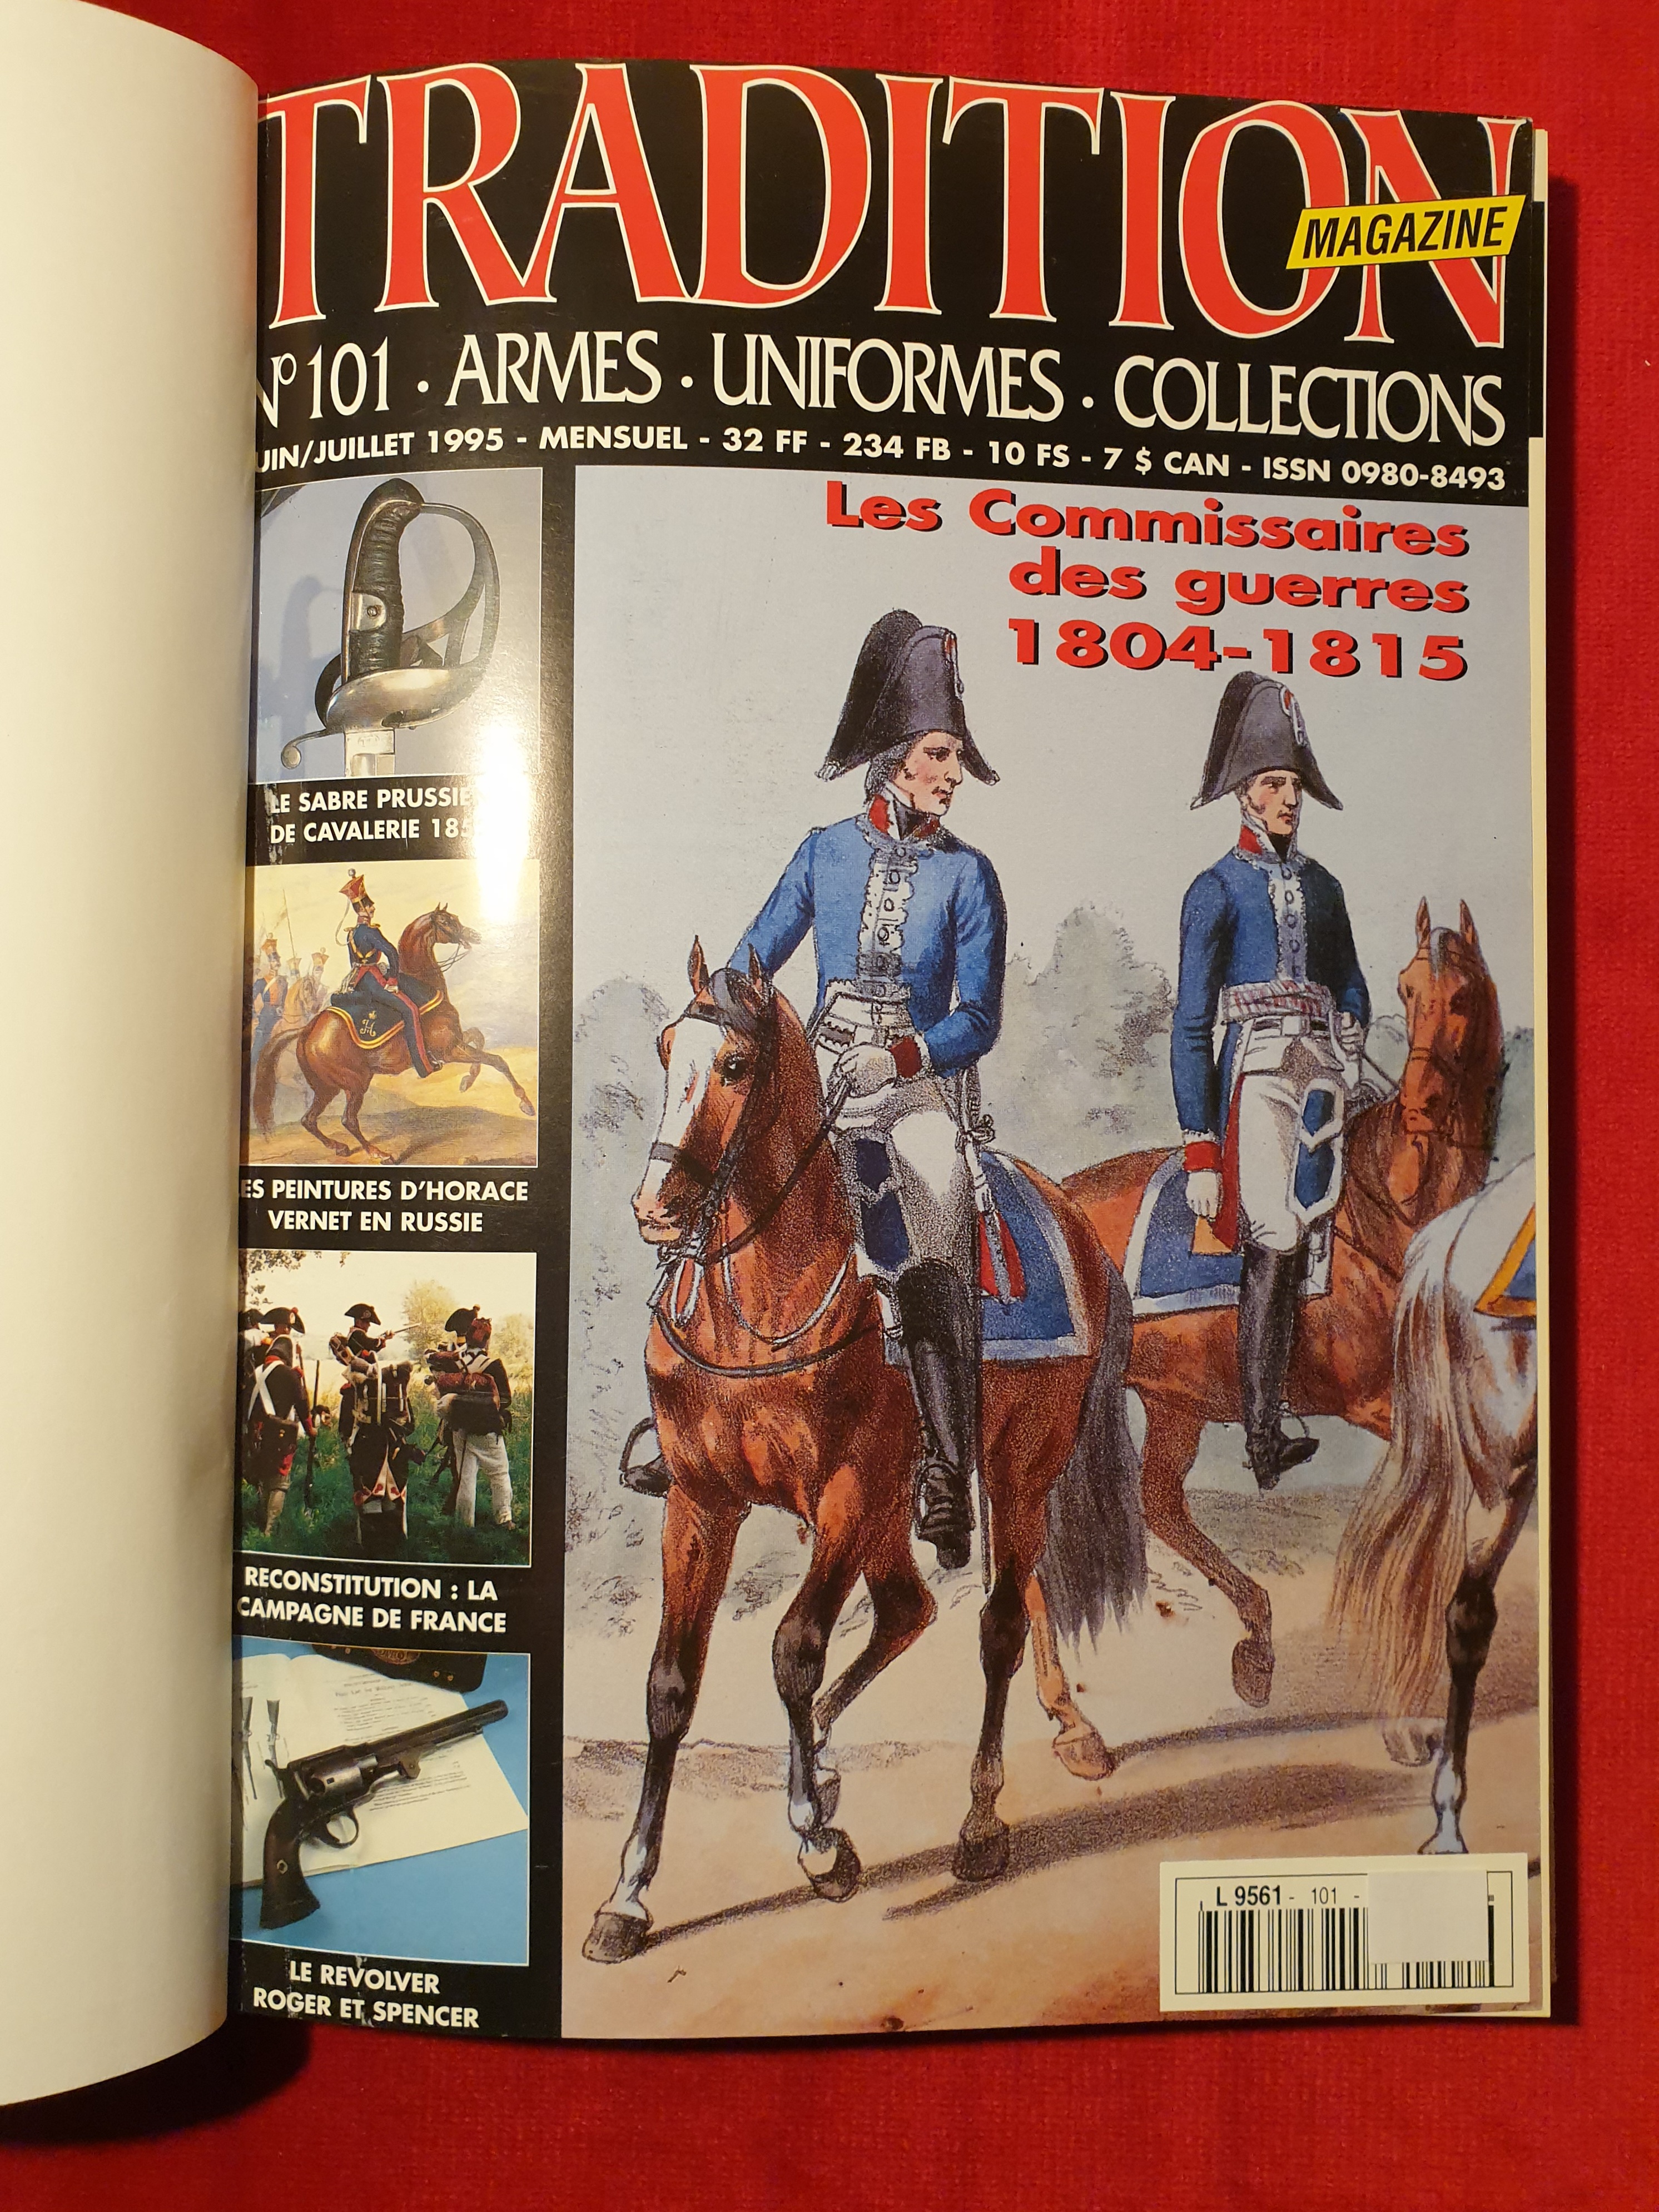 TRADITION
MAGAZINE
N° 101 · ARMES · UNIFORMES · COLLECTIONS
UIN/JUILLET 1995 - MENSUEL - 32 FF - 234 FB - 10 FS - 7 $ CAN - ISSN 0980-8493
Les Commissaires
des guerres
1804-1815
LE SABRE PRUSSIE
DE CAVALERIE 185
ES PEINTURES D'HORACE
VERNET EN RUSSIE
RECONSTITUTION : LA
CAMPAGNE DE FRANCE
LE REVOLVER
ROGER ET SPENCER
L 9561 - 101 -